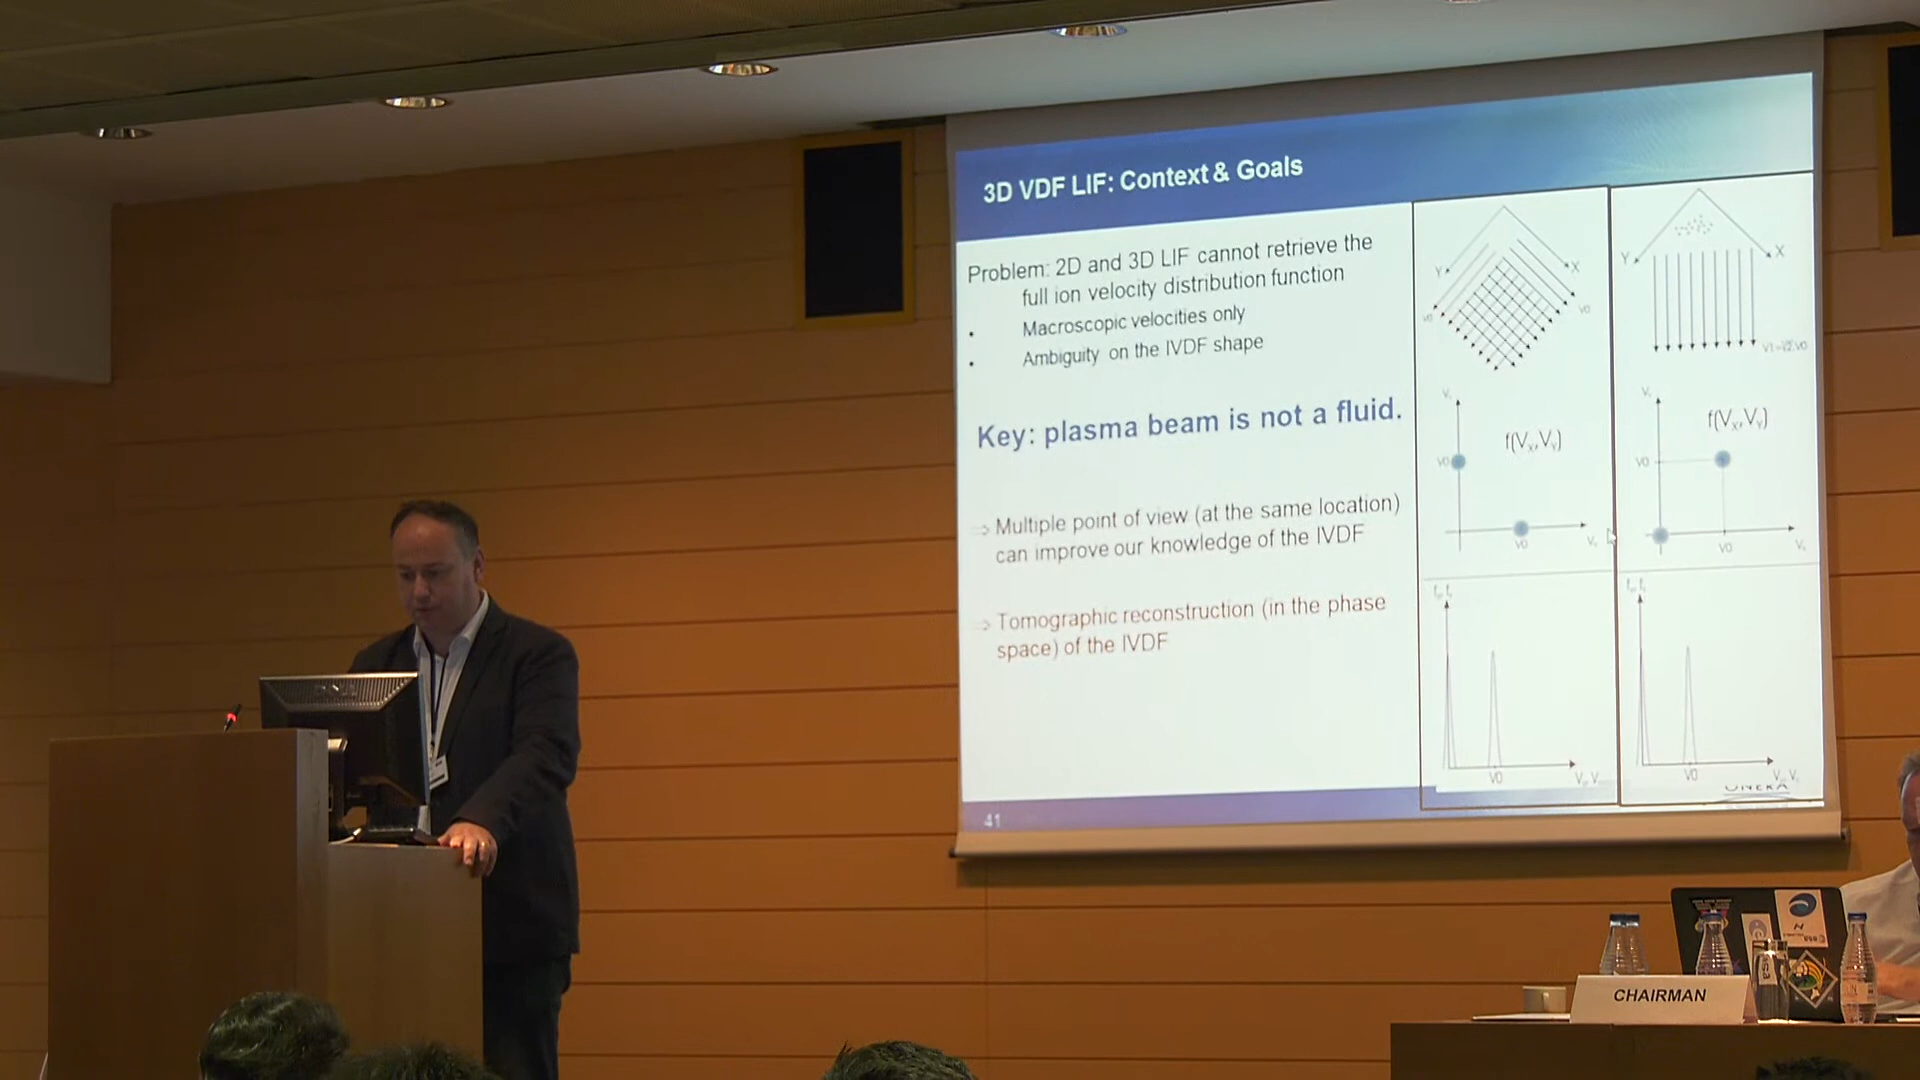 3D VDF LIF: Context & Goals
Problem: 2D and 3D LIF cannot retrieve the
full ion velocity distribution function
• Macroscopic velocities only
• Ambiguity on the IVDF shape
Key: plasma beam is not a fluid.
⇒ Multiple point of view (at the same location)
can improve our knowledge of the IVDF
⇒ Tomographic reconstruction (in the phase
space) of the IVDF
41
Y X
V0 V0
f(Vx,Vy)
V0
V0
V0
Y X
f(Vx,Vy)
V0
V0
V0
DELL
CHAIRMAN